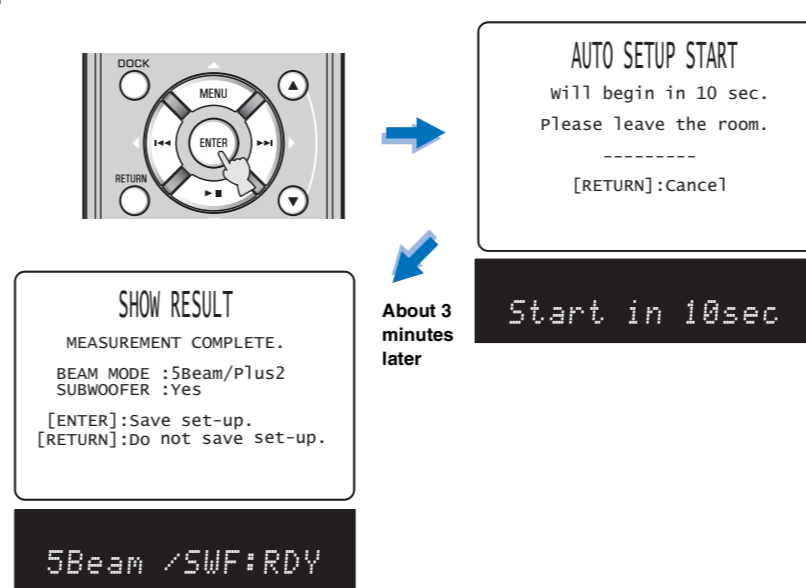 DOCK
MENU
ENTER
RETURN
AUTO SETUP START
Will begin in 10 sec.
Please leave the room.
---------
[RETURN]:Cancel
Start in 10sec
About 3
minutes
later
SHOW RESULT
MEASUREMENT COMPLETE.
BEAM MODE :5Beam/Plus2
SUBWOOFER :Yes
[ENTER]:Save set-up.
[RETURN]:Do not save set-up.
5Beam /SWF:RDY